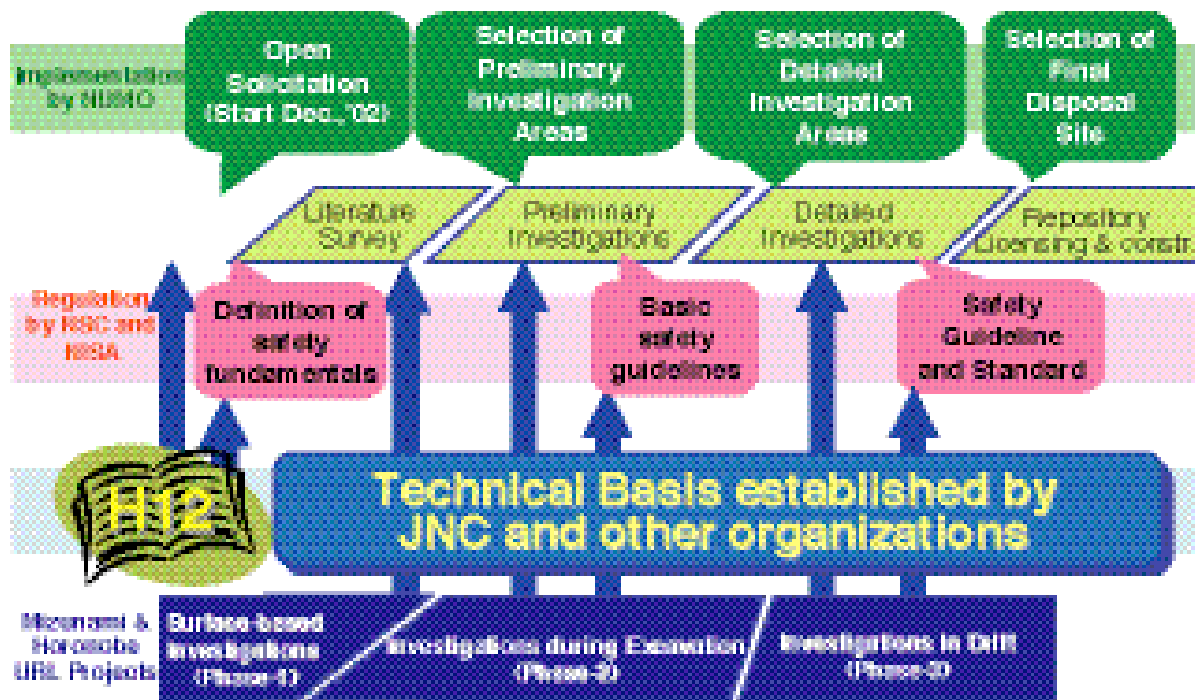 Implementation
by NUMO
Open
Solicitation
(Start Dec., '02)
Selection of
Preliminary
Investigation
Areas
Selection of
Detailed
Investigation
Areas
Selection of
Final
Disposal
Site
Literature
Survey
Preliminary
Investigations
Detailed
Investigations
Repository
Licensing & constr.
Regulation
by NSC and
NISA
Definition of
safety
fundamentals
Basic
safety
guidelines
Safety
Guideline
and Standard
H12
Technical Basis established by
JNC and other organizations
Mizunami &
Horonobe
URL Projects
Surface-based
Investigations
(Phase-1)
Investigations during Excavation
(Phase-2)
Investigations in Drift
(Phase-3)